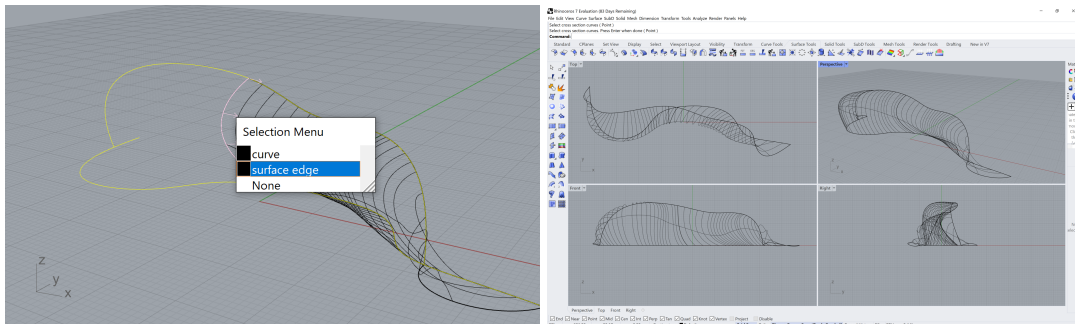 Selection Menu
curve
surface edge
None
z
y
x
Rhinoceros 7 Evaluation (83 Days Remaining)
File Edit View Curve Surface SubD Solid Mesh Dimension Transform Tools Analyze Render Panels Help
Select cross section curves ( Point )
Select cross section curves. Press Enter when done ( Point )
Command:
Standard CPlanes Set View Display Select Viewport Layout Visibility Transform Curve Tools Surface Tools Solid Tools SubD Tools Mesh Tools Render Tools Drafting New in V7
Top
Perspective
Front
Right
Perspective Top Front Right
End Near Point Mid Cen Int Perp Tan Quad Knot Vertex Project Disable